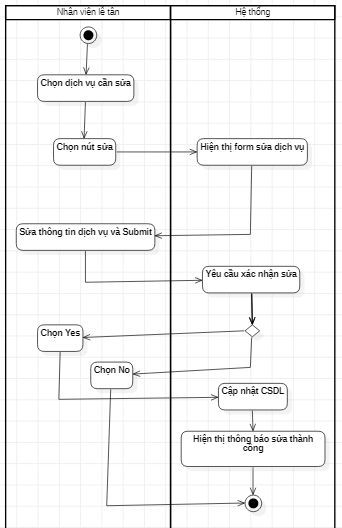 Nhân viên lễ tân
Hệ thống
Chọn dịch vụ cần sửa
Chọn nút sửa
Hiện thị form sửa dịch vụ
Sửa thông tin dịch vụ và Submit
Yêu cầu xác nhận sửa
Chọn Yes
Chọn No
Cập nhật CSDL
Hiện thị thông báo sửa thành
công